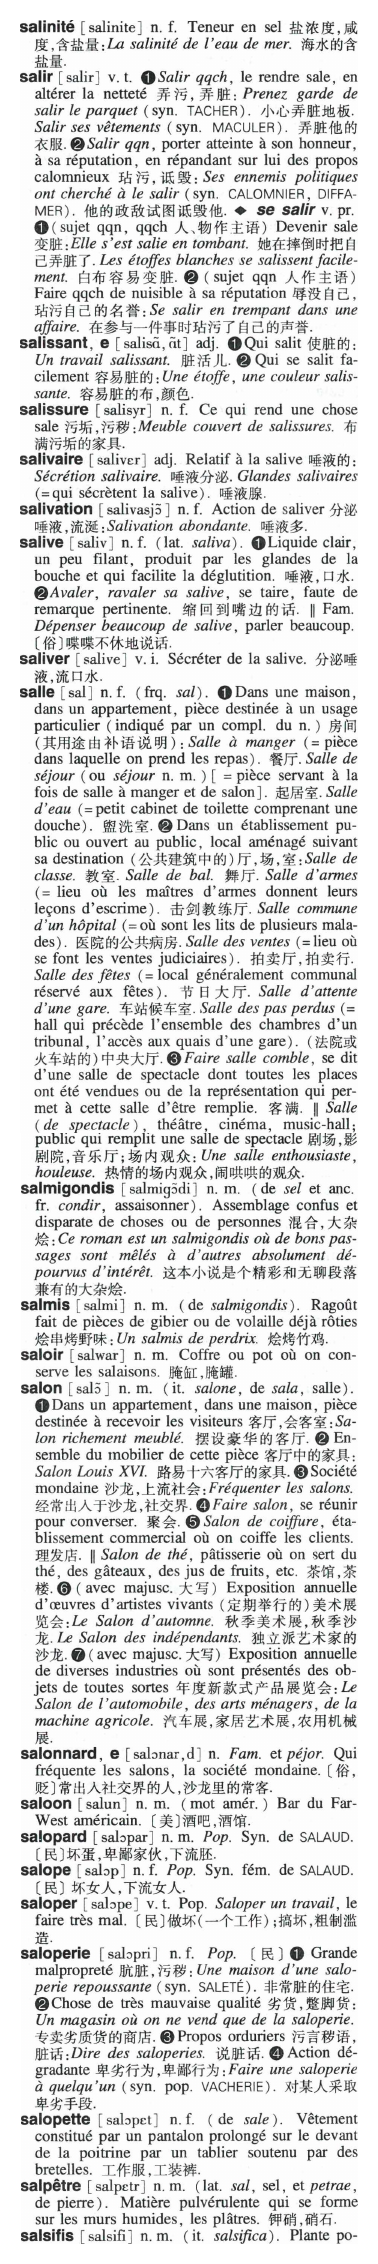 salinité [salinite] n. f. Teneur en sel 盐浓度,咸
度,含盐量:La salinité de l'eau de mer. 海水的含
盐量.
salir [salir] v. t. ❶Salir qqch, le rendre sale, en
altérer la netteté 弄污,弄脏: Prenez garde de
salir le parquet (syn. TACHER). 小心弄脏地板.
Salir ses vêtements (syn. MACULER). 弄脏他的
衣服. ❷Salir qqn, porter atteinte à son honneur,
à sa réputation, en répandant sur lui des propos
calomnieux 玷污,诋毁: Ses ennemis politiques
ont cherché à le salir (syn. CALOMNIER, DIFFA-
MER). 他的政敌试图诋毁他. ◆ se salir v. pr.
❶(sujet qqn, qqch 人、物作主语) Devenir sale
变脏:Elle s'est salie en tombant. 她在摔倒时把自
己弄脏了. Les étoffes blanches se salissent facile-
ment. 白布容易变脏. ❷ (sujet qqn 人作主语)
Faire qqch de nuisible à sa réputation 辱没自己,
玷污自己的名誉:Se salir en trempant dans une
affaire. 在参与一件事时玷污了自己的声誉.
salissant, e [salisɑ̃, ɑ̃t] adj. ❶Qui salit 使脏的:
Un travail salissant. 脏活儿. ❷Qui se salit fa-
cilement 容易脏的:Une étoffe, une couleur salis-
sante. 容易脏的布,颜色.
salissure [salisyr] n. f. Ce qui rend une chose
sale 污垢,污秽:Meuble couvert de salissures. 布
满污垢的家具.
salivaire [salivɛr] adj. Relatif à la salive 唾液的:
Sécrétion salivaire. 唾液分泌. Glandes salivaires
(=qui sécrètent la salive). 唾液腺.
salivation [salivasjɔ̃] n. f. Action de saliver 分泌
唾液,流涎:Salivation abondante. 唾液多.
salive [saliv] n. f. (lat. saliva). ❶Liquide clair,
un peu filant, produit par les glandes de la
bouche et qui facilite la déglutition. 唾液,口水.
❷Avaler, ravaler sa salive, se taire, faute de
remarque pertinente. 缩回到嘴边的话. ‖ Fam.
Dépenser beaucoup de salive, parler beaucoup.
〔俗〕喋喋不休地说话.
saliver [salive] v. i. Sécréter de la salive. 分泌唾
液,流口水.
salle [sal] n. f. (frq. sal). ❶Dans une maison,
dans un appartement, pièce destinée à un usage
particulier (indiqué par un compl. du n.) 房间
(其用途由补语说明): Salle à manger (= pièce
dans laquelle on prend les repas). 餐厅. Salle de
séjour (ou séjour n. m.) [ = pièce servant à la
fois de salle à manger et de salon]. 起居室. Salle
d'eau (=petit cabinet de toilette comprenant une
douche). 盥洗室. ❷ Dans un établissement pu-
blic ou ouvert au public, local aménagé suivant
sa destination (公共建筑中的)厅,场,室:Salle de
classe. 教室. Salle de bal. 舞厅. Salle d'armes
(= lieu où les maîtres d'armes donnent leurs
leçons d'escrime). 击剑教练厅. Salle commune
d'un hôpital (=où sont les lits de plusieurs mala-
des). 医院的公共病房. Salle des ventes (=lieu où
se font les ventes judiciaires). 拍卖厅,拍卖行.
Salle des fêtes (=local généralement communal
réservé aux fêtes). 节日大厅. Salle d'attente
d'une gare. 车站候车室. Salle des pas perdus (=
hall qui précède l'ensemble des chambres d'un
tribunal, l'accès aux quais d'une gare). (法院或
火车站的)中央大厅. ❸Faire salle comble, se dit
d'une salle de spectacle dont toutes les places
ont été vendues ou de la représentation qui per-
met à cette salle d'être remplie. 客满. ‖ Salle
(de spectacle), théâtre, cinéma, music-hall;
public qui remplit une salle de spectacle 剧场,影
剧院,音乐厅;场内观众:Une salle enthousiaste,
houleuse. 热情的场内观众,闹哄哄的观众.
salmigondis [salmigɔ̃di] n. m. (de sel et anc.
fr. condir, assaisonner). Assemblage confus et
disparate de choses ou de personnes 混合,大杂
烩:Ce roman est un salmigondis où de bons pas-
sages sont mêlés à d'autres absolument dé-
pourvus d'intérêt. 这本小说是个精彩和无聊段落
兼有的大杂烩.
salmis [salmi] n. m. (de salmigondis). Ragoût
fait de pièces de gibier ou de volaille déjà rôties
烩串烤野味:Un salmis de perdrix. 烩烤竹鸡.
saloir [salwar] n. m. Coffre ou pot où on con-
serve les salaisons. 腌缸,腌罐.
salon [salɔ̃] n. m. (it. salone, de sala, salle).
❶Dans un appartement, dans une maison, pièce
destinée à recevoir les visiteurs 客厅,会客室:Sa-
lon richement meublé. 摆设豪华的客厅. ❷En-
semble du mobilier de cette pièce 客厅中的家具:
Salon Louis XVI. 路易十六客厅的家具. ❸Société
mondaine 沙龙,上流社会:Fréquenter les salons.
经常出入于沙龙,社交界. ❹Faire salon, se réunir
pour converser. 聚会. ❺Salon de coiffure, éta-
blissement commercial où on coiffe les clients.
理发店. ‖ Salon de thé, pâtisserie où on sert du
thé, des gâteaux, des jus de fruits, etc. 茶馆,茶
楼. ❻(avec majusc. 大写) Exposition annuelle
d'œuvres d'artistes vivants (定期举行的)美术展
览会:Le Salon d'automne. 秋季美术展,秋季沙
龙. Le Salon des indépendants. 独立派艺术家的
沙龙. ❼(avec majusc. 大写) Exposition annuelle
de diverses industries où sont présentés des ob-
jets de toutes sortes 年度新款式产品展览会:Le
Salon de l'automobile, des arts ménagers, de la
machine agricole. 汽车展,家居艺术展,农用机械
展.
salonnard, e [salɔnar,d] n. Fam. et péjor. Qui
fréquente les salons, la société mondaine. 〔俗,
贬〕常出入社交界的人,沙龙里的常客.
saloon [salun] n. m. (mot amér.) Bar du Far-
West américain. 〔美〕酒吧,酒馆.
salopard [salɔpar] n. m. Pop. Syn. de SALAUD.
〔民〕坏蛋,卑鄙家伙,下流胚.
salope [salɔp] n. f. Pop. Syn. fém. de SALAUD.
〔民〕坏女人,下流女人.
saloper [salɔpe] v. t. Pop. Saloper un travail, le
faire très mal. 〔民〕做坏(一个工作);搞坏,粗制滥
造.
saloperie [salɔpri] n. f. Pop. 〔民〕❶ Grande
malpropreté 肮脏,污秽: Une maison d'une salo-
perie repoussante (syn. SALETÉ). 非常脏的住宅.
❷Chose de très mauvaise qualité 劣货,蹩脚货:
Un magasin où on ne vend que de la saloperie.
专卖劣质货的商店. ❸Propos orduriers 污言秽语,
脏话:Dire des saloperies. 说脏话. ❹Action dé-
gradante 卑劣行为,卑鄙行为:Faire une saloperie
à quelqu'un (syn. pop. VACHERIE). 对某人采取
卑劣手段.
salopette [salɔpɛt] n. f. (de sale). Vêtement
constitué par un pantalon prolongé sur le devant
de la poitrine par un tablier soutenu par des
bretelles. 工作服,工装裤.
salpêtre [salpɛtr] n. m. (lat. sal, sel, et petrae,
de pierre). Matière pulvérulente qui se forme
sur les murs humides, les plâtres. 钾硝,硝石.
salsifis [salsifi] n. m. (it. salsifica). Plante po-